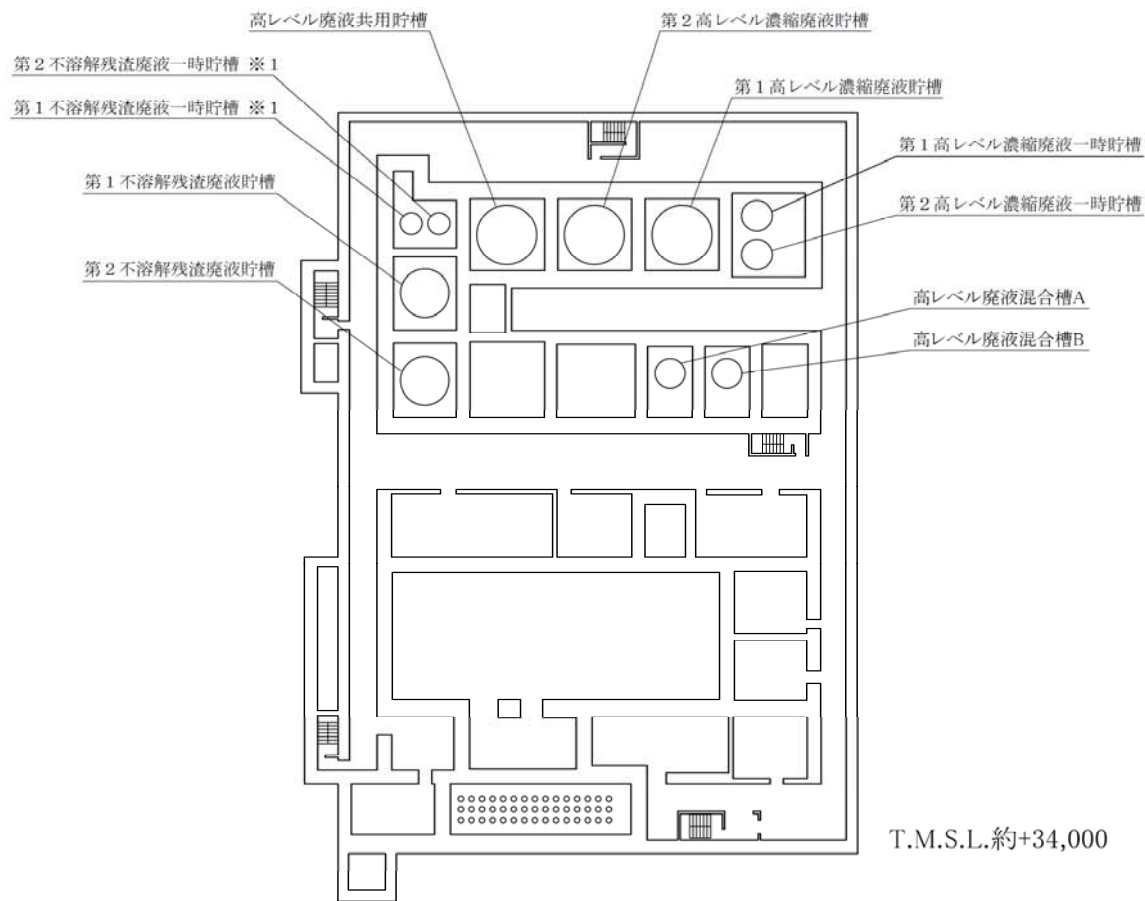 高レベル廃液共用貯槽
第2高レベル濃縮廃液貯槽
第2不溶解残渣廃液一時貯槽 ※1
第1高レベル濃縮廃液貯槽
第1不溶解残渣廃液一時貯槽 ※1
第1高レベル濃縮廃液一時貯槽
第1不溶解残渣廃液貯槽
第2高レベル濃縮廃液一時貯槽
第2不溶解残渣廃液貯槽
高レベル廃液混合槽A
高レベル廃液混合槽B
T.M.S.L.約+34,000